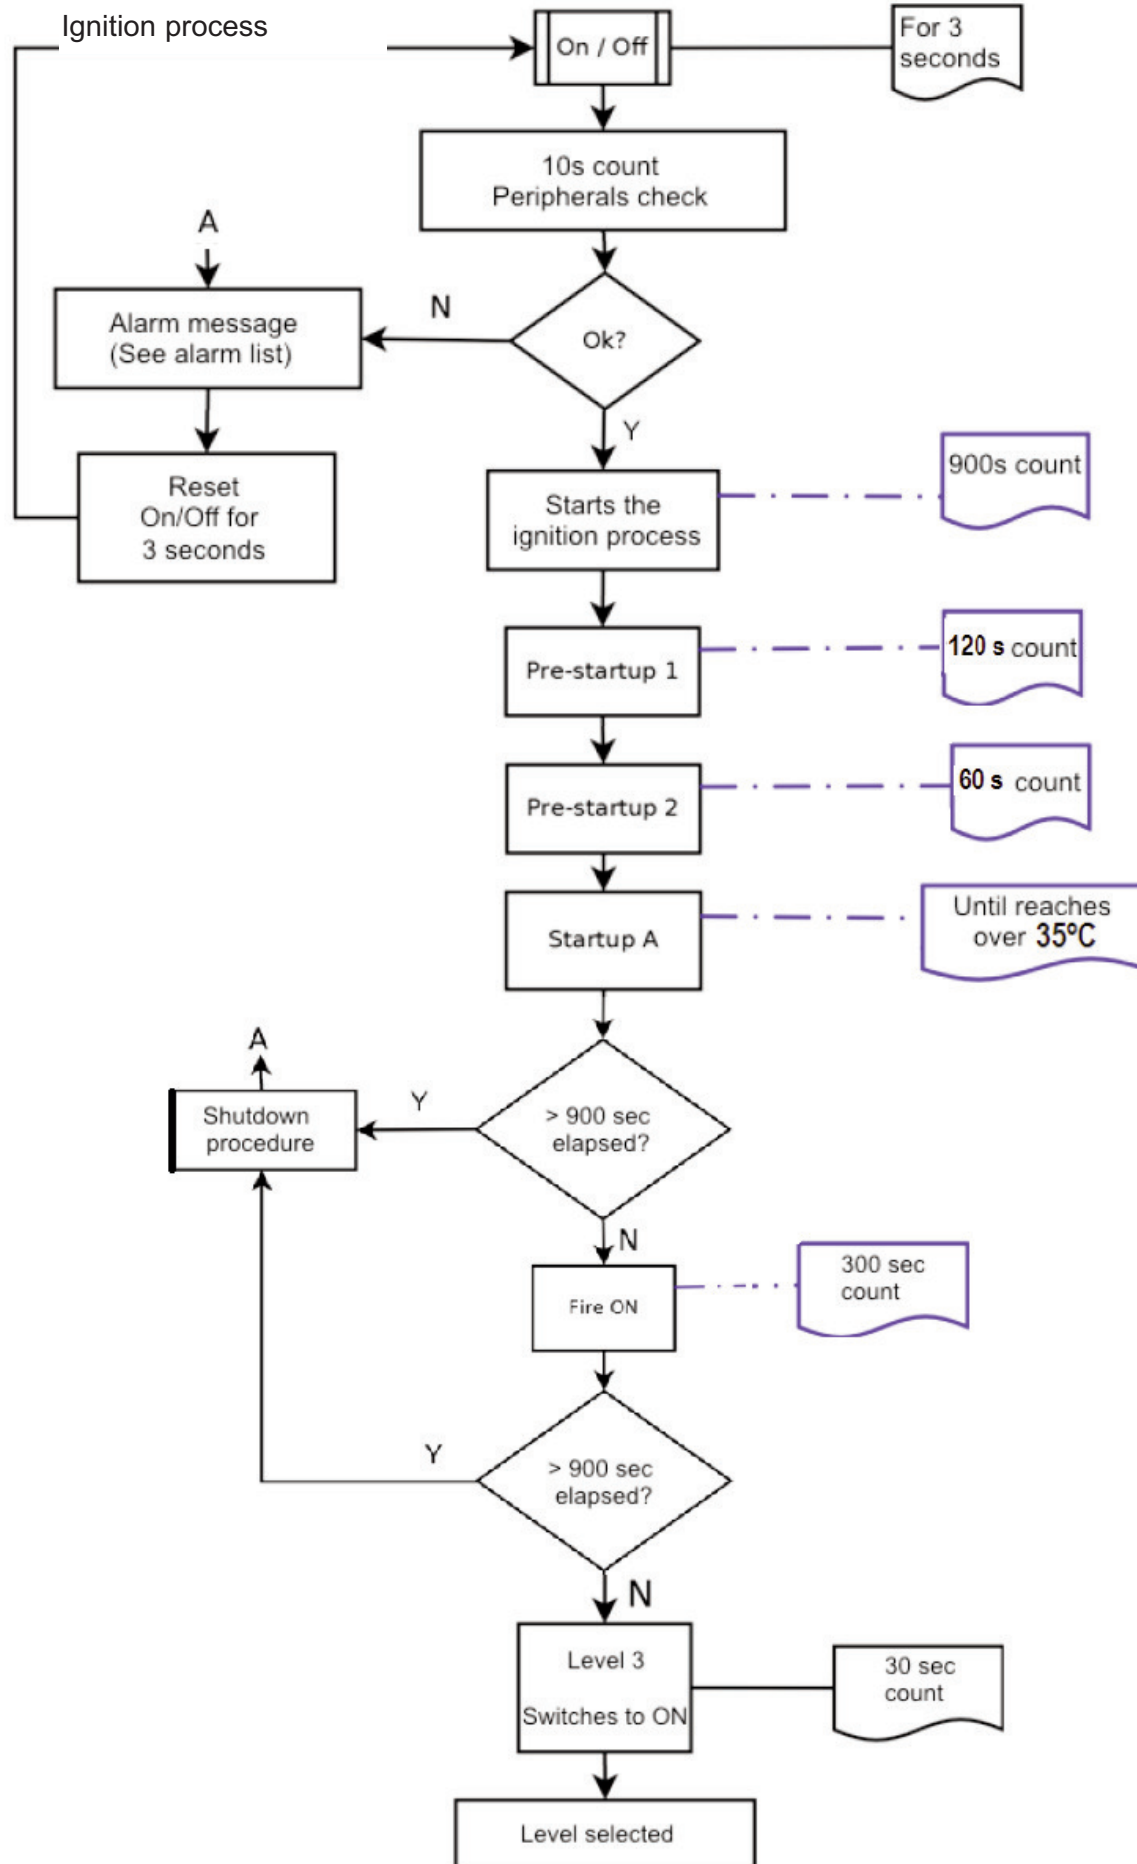 Ignition process
On / Off
For 3
seconds
10s count
Peripherals check
A
N
Alarm message
(See alarm list)
Ok?
Y
Reset
On/Off for
3 seconds
900s count
Starts the
ignition process
120 s count
Pre-startup 1
60 s count
Pre-startup 2
Until reaches
over 35ºC
Startup A
A
Y
Shutdown
procedure
> 900 sec
elapsed?
N
300 sec
count
Fire ON
Y
> 900 sec
elapsed?
N
Level 3
Switches to ON
30 sec
count
Level selected